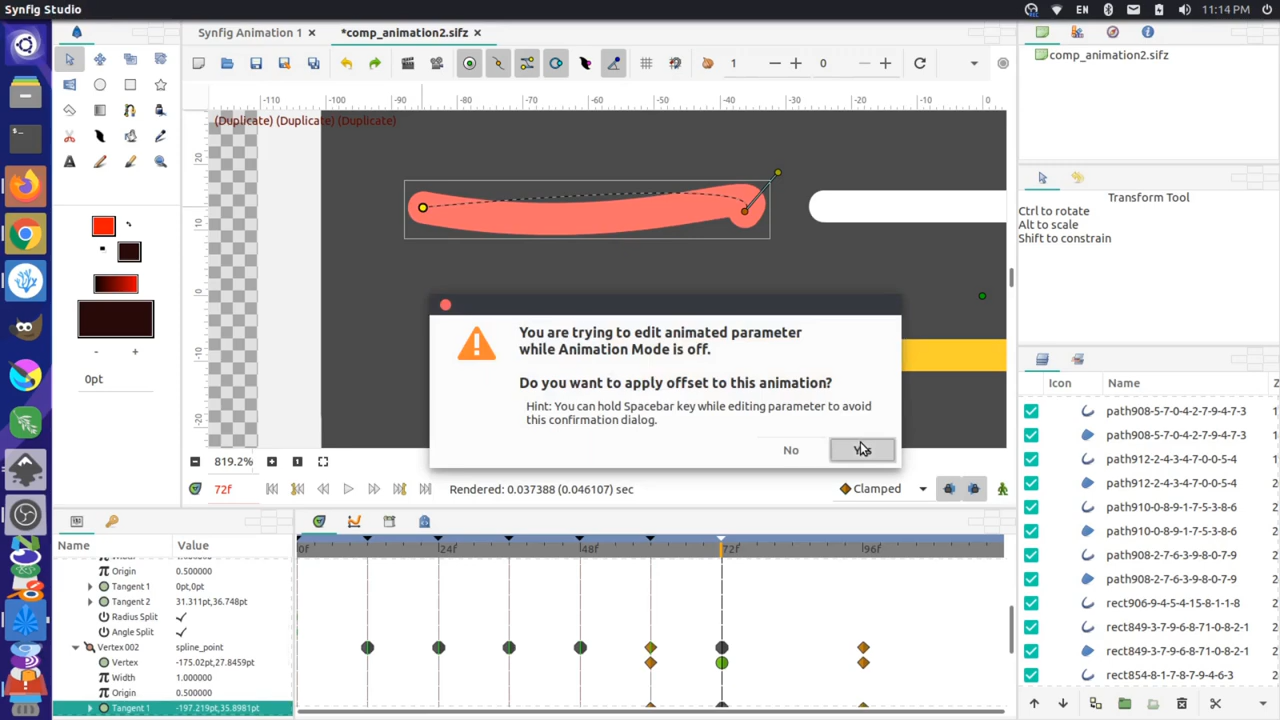 Synfig Studio
EN
11:14 PM
Synfig Animation 1
*comp_animation2.sifz
1
0
comp_animation2.sifz
-110 -100 -90 -80 -70 -60 -50 -40 -30 -20 -10 0
(Duplicate) (Duplicate) (Duplicate)
20
10
0
-10
-20
Transform Tool
Ctrl to rotate
Alt to scale
Shift to constrain
You are trying to edit animated parameter
while Animation Mode is off.
Do you want to apply offset to this animation?
Hint: You can hold Spacebar key while editing parameter to avoid
this confirmation dialog.
No
0pt
819.2%
72f
Rendered: 0.037388 (0.046107) sec
Clamped
Icon Name
path908-5-7-0-4-2-7-9-4-7-3
path908-5-7-0-4-2-7-9-4-7-3
path912-2-4-3-4-7-0-0-5-4
path912-2-4-3-4-7-0-0-5-4
path910-0-8-9-1-7-5-3-8-6
path910-0-8-9-1-7-5-3-8-6
path908-2-7-6-3-9-8-0-7-9
path908-2-7-6-3-9-8-0-7-9
rect906-9-4-5-4-15-8-1-1-8
rect849-3-7-9-6-8-71-0-8-2-1
rect849-3-7-9-6-8-71-0-8-2-1
rect854-8-1-7-8-7-9-4-6-3
Name Value
0f 24f 48f 72f 96f
Origin 0.500000
Tangent 1 0pt,0pt
Tangent 2 31.311pt,36.748pt
Radius Split
Angle Split
Vertex 002 spline_point
Vertex -175.02pt,27.8459pt
Width 1.000000
Origin 0.500000
Tangent 1 -197.219pt,35.8981pt